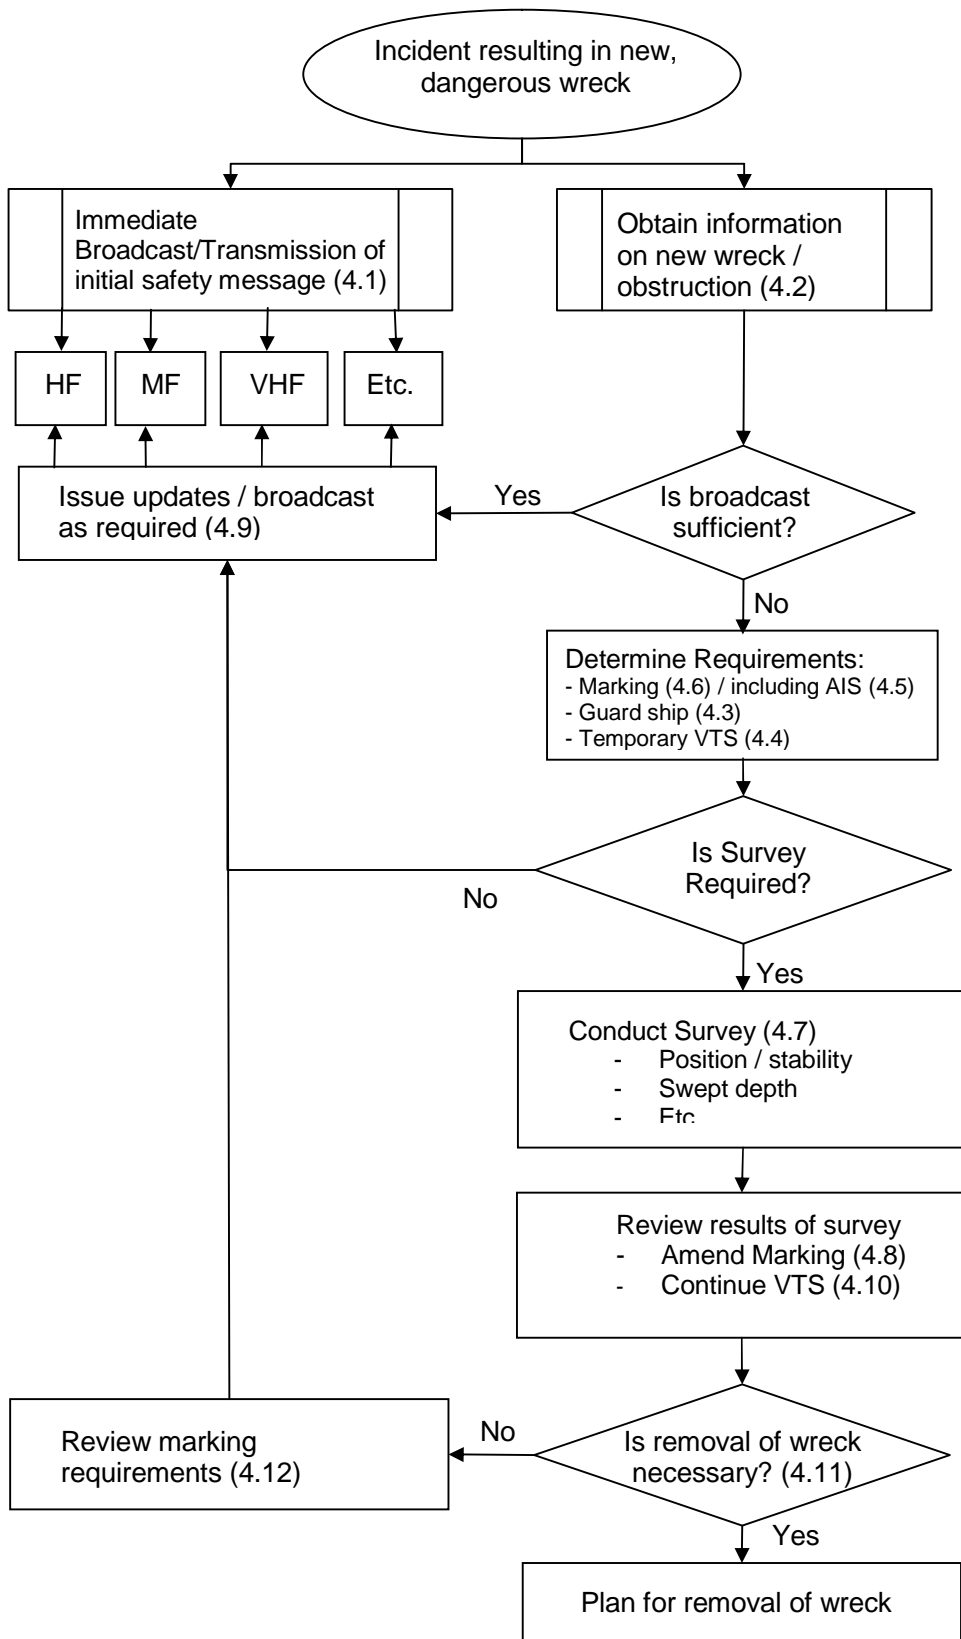 Incident resulting in new,
dangerous wreck
Immediate
Broadcast/Transmission of
initial safety message (4.1)
Obtain information
on new wreck /
obstruction (4.2)
HF
MF
VHF
Etc.
Issue updates / broadcast
as required (4.9)
Yes
Is broadcast
sufficient?
No
Determine Requirements:
- Marking (4.6) / including AIS (4.5)
- Guard ship (4.3)
- Temporary VTS (4.4)
Is Survey
Required?
No
Yes
Conduct Survey (4.7)
- Position / stability
- Swept depth
- Etc
Review results of survey
- Amend Marking (4.8)
- Continue VTS (4.10)
Review marking
requirements (4.12)
No
Is removal of wreck
necessary? (4.11)
Yes
Plan for removal of wreck